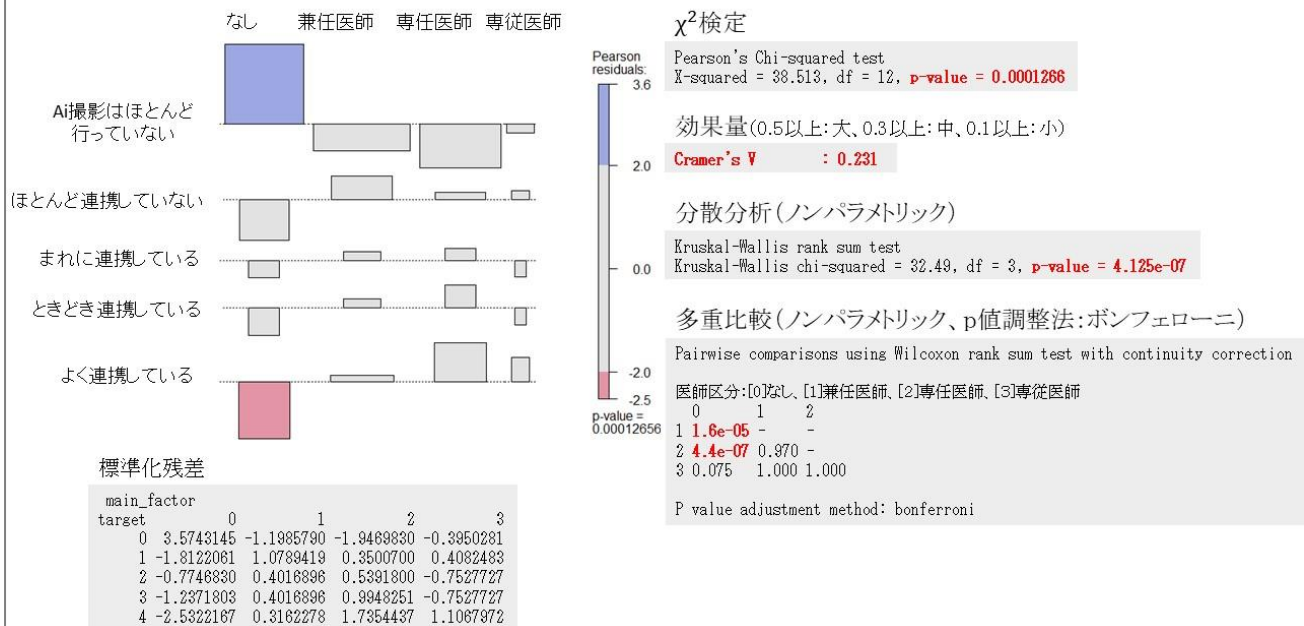 なし 兼任医師 専任医師 専従医師
Ai撮影はほとんど
行っていない
ほとんど連携していない
まれに連携している
ときどき連携している
よく連携している
Pearson
residuals:
3.6
2.0
0.0
-2.0
-2.5
p-value =
0.00012656
標準化残差
main_factor
target 0 1 2 3
0 3.5743145 -1.1985790 -1.9469830 -0.3950281
1 -1.8122061 1.0789419 0.3500700 0.4082483
2 -0.7746830 0.4016896 0.5391800 -0.7527727
3 -1.2371803 0.4016896 0.9948251 -0.7527727
4 -2.5322167 0.3162278 1.7354437 1.1067972
χ²検定
Pearson's Chi-squared test
X-squared = 38.513, df = 12, p-value = 0.0001266
効果量(0.5以上:大、0.3以上:中、0.1以上:小)
Cramer's V : 0.231
分散分析(ノンパラメトリック)
Kruskal-Wallis rank sum test
Kruskal-Wallis chi-squared = 32.49, df = 3, p-value = 4.125e-07
多重比較(ノンパラメトリック、p値調整法:ボンフェローニ)
Pairwise comparisons using Wilcoxon rank sum test with continuity correction
医師区分:[0]なし、[1]兼任医師、[2]専任医師、[3]専従医師
0 1 2
1 1.6e-05 - -
2 4.4e-07 0.970 -
3 0.075 1.000 1.000
P value adjustment method: bonferroni